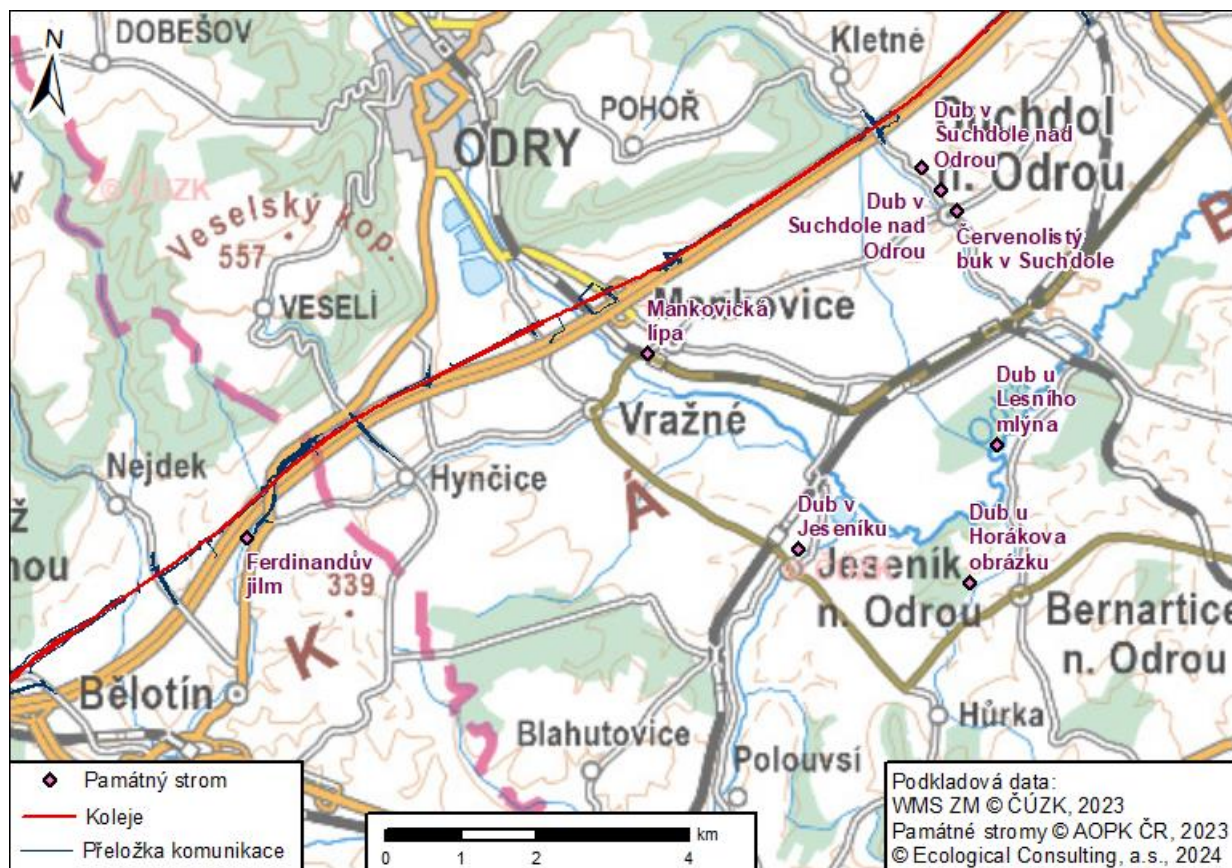 N
DOBEŠOV
Kletné
POHOŘ
ODRY
Dub v
Suchdole nad
Odrou
Suchdol
n. Odrou
© ČÚZK
Veselský kop.
557
Dub v
Suchdole nad
Odrou
Červenolistý
buk v Suchdole
VESELÍ
Mankovice
Mankovická
lípa
Dub u
Lesního
mlýna
Vražné
Nejdek
Hynčice
Á
Dub v
Jeseníku
Dub u
Horákova
obrázku
Ferdinandův
jilm
339
K
Jeseník
n. Odrou
Bernartice
n. Odrou
Bělotín
Hůrka
Blahutovice
Polouvsí
Památný strom
Koleje
Přeložka komunikace
km
0 1 2 4
Podkladová data:
WMS ZM © ČÚZK, 2023
Památné stromy © AOPK ČR, 2023
© Ecological Consulting, a.s., 2024